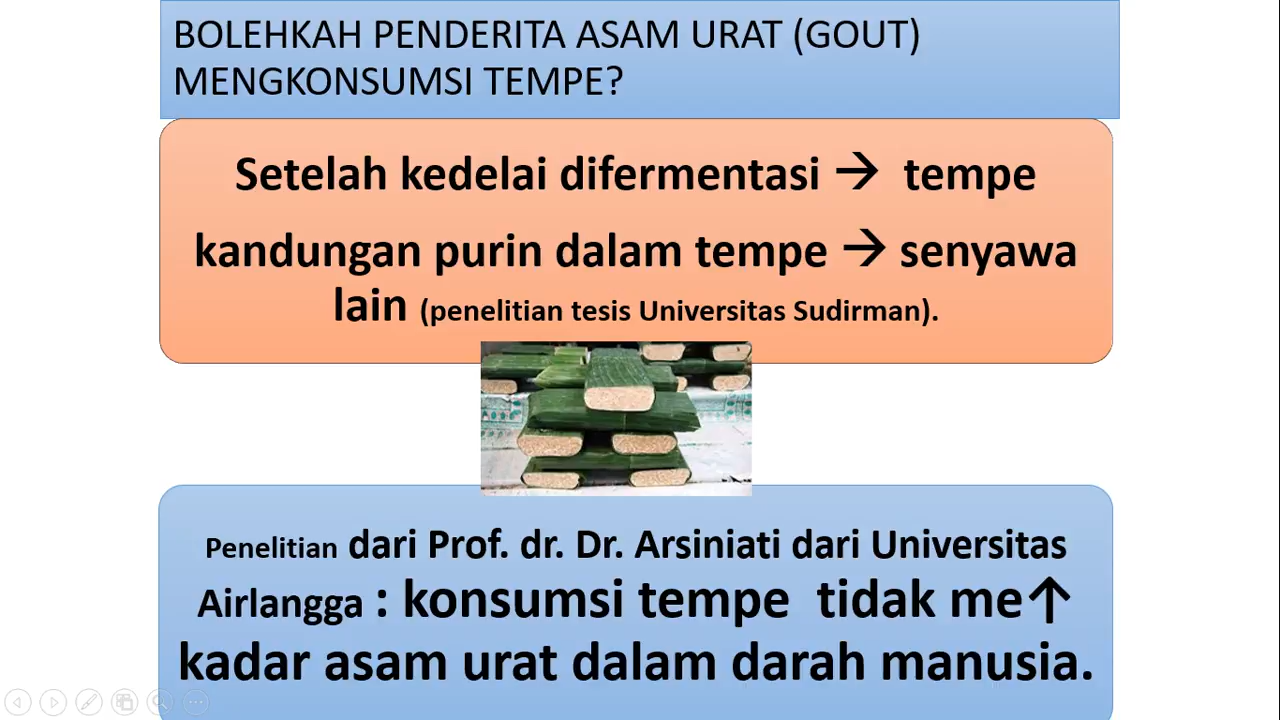 BOLEHKAH PENDERITA ASAM URAT (GOUT)
MENGKONSUMSI TEMPE?
Setelah kedelai difermentasi → tempe
kandungan purin dalam tempe → senyawa
lain (penelitian tesis Universitas Sudirman).
Penelitian dari Prof. dr. Dr. Arsiniati dari Universitas
Airlangga : konsumsi tempe tidak me↑
kadar asam urat dalam darah manusia.